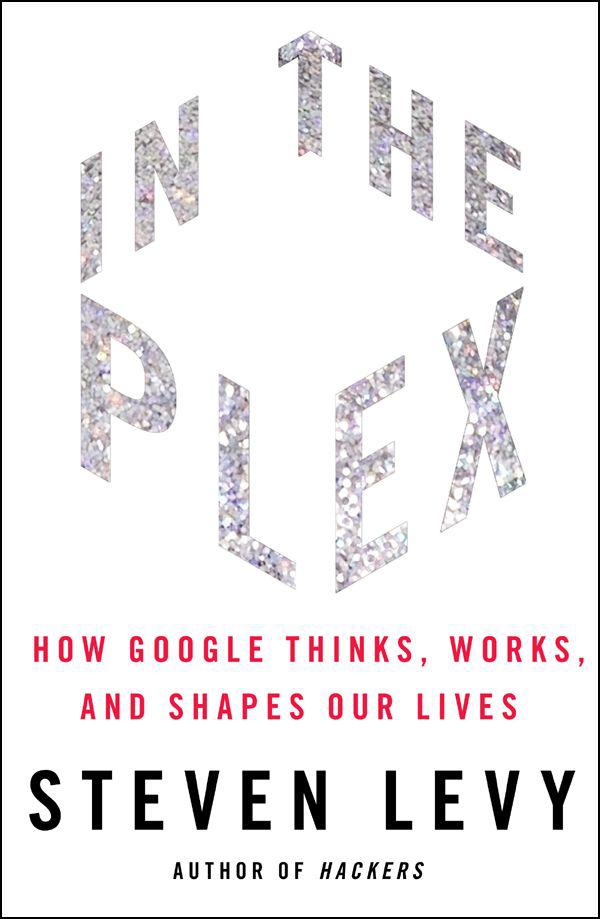 IN THE
PLEX
HOW GOOGLE THINKS, WORKS,
AND SHAPES OUR LIVES
STEVEN LEVY
AUTHOR OF HACKERS